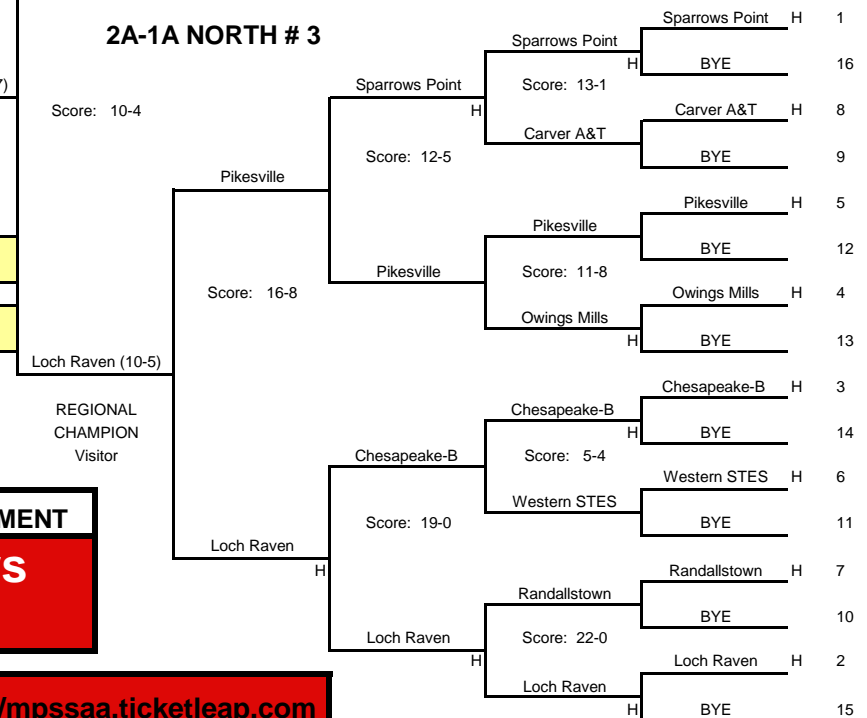 Sparrows Point H 1
2A-1A NORTH # 3
Sparrows Point
H BYE 16
7)
Sparrows Point
Score: 13-1
Score: 10-4
H
Carver A&T H 8
Carver A&T
Score: 12-5
BYE 9
Pikesville
Pikesville H 5
Pikesville
BYE 12
Pikesville
Score: 11-8
Score: 16-8
Owings Mills H 4
Owings Mills
H BYE 13
Loch Raven (10-5)
Chesapeake-B H 3
REGIONAL
CHAMPION
Visitor
Chesapeake-B
H BYE 14
Chesapeake-B
Score: 5-4
Western STES H 6
Western STES
MENT
Score: 19-0
BYE 11
Loch Raven
H
s
Randallstown H 7
Randallstown
BYE 10
Loch Raven
Score: 22-0
H
Loch Raven H 2
Loch Raven
/mpssaa.ticketleap.com
H BYE 15